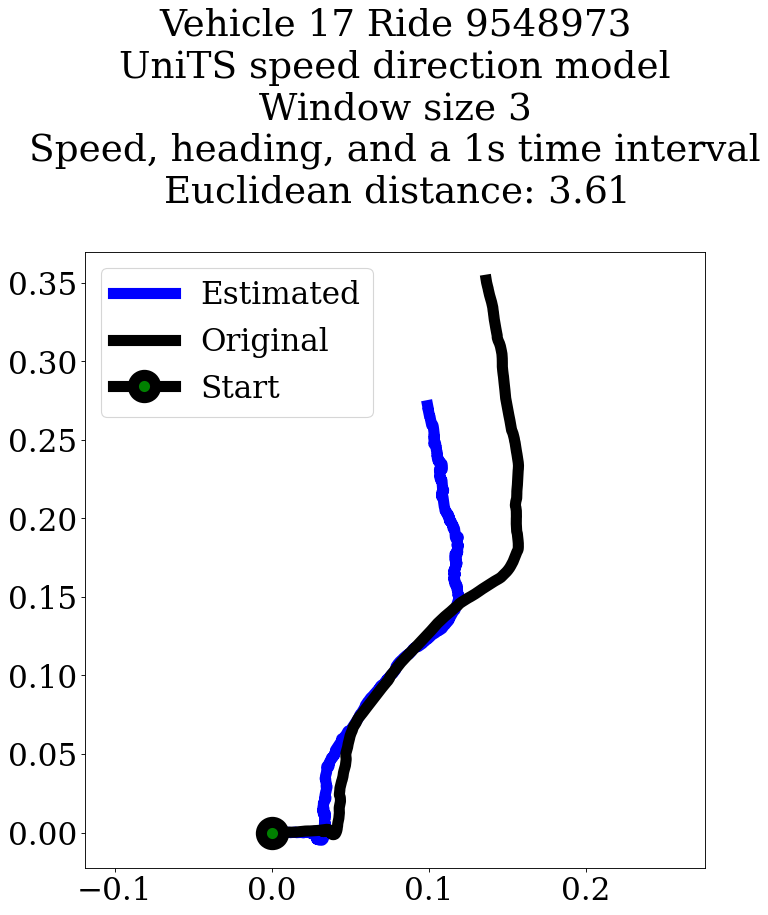 Vehicle 17 Ride 9548973
UniTS speed direction model
Window size 3
Speed, heading, and a 1s time interval
Euclidean distance: 3.61
Estimated
Original
Start
0.35
0.30
0.25
0.20
0.15
0.10
0.05
0.00
−0.1
0.0
0.1
0.2